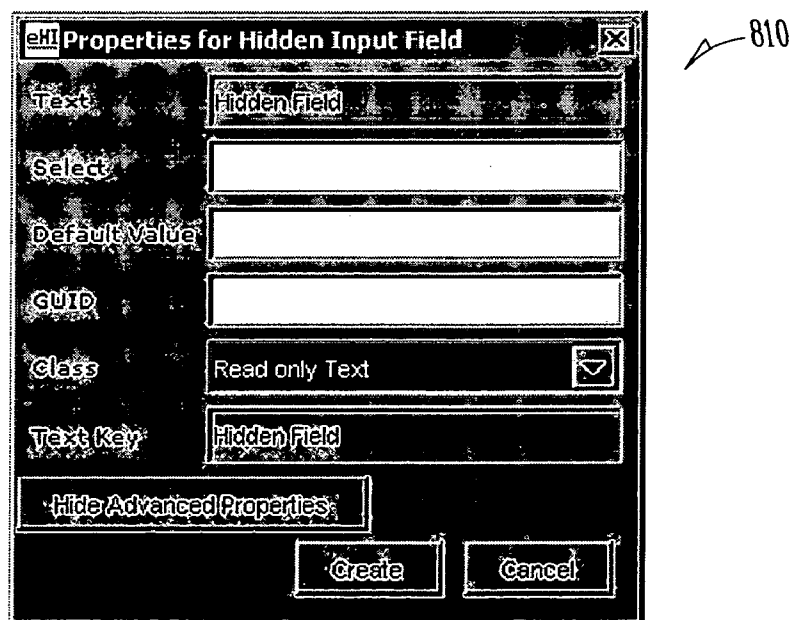 eHI Properties for Hidden Input Field
810
Text Hidden Field
Select
Default Value
GUID
Class Read only Text
Text Key Hidden Field
Hide Advanced Properties
Create Cancel